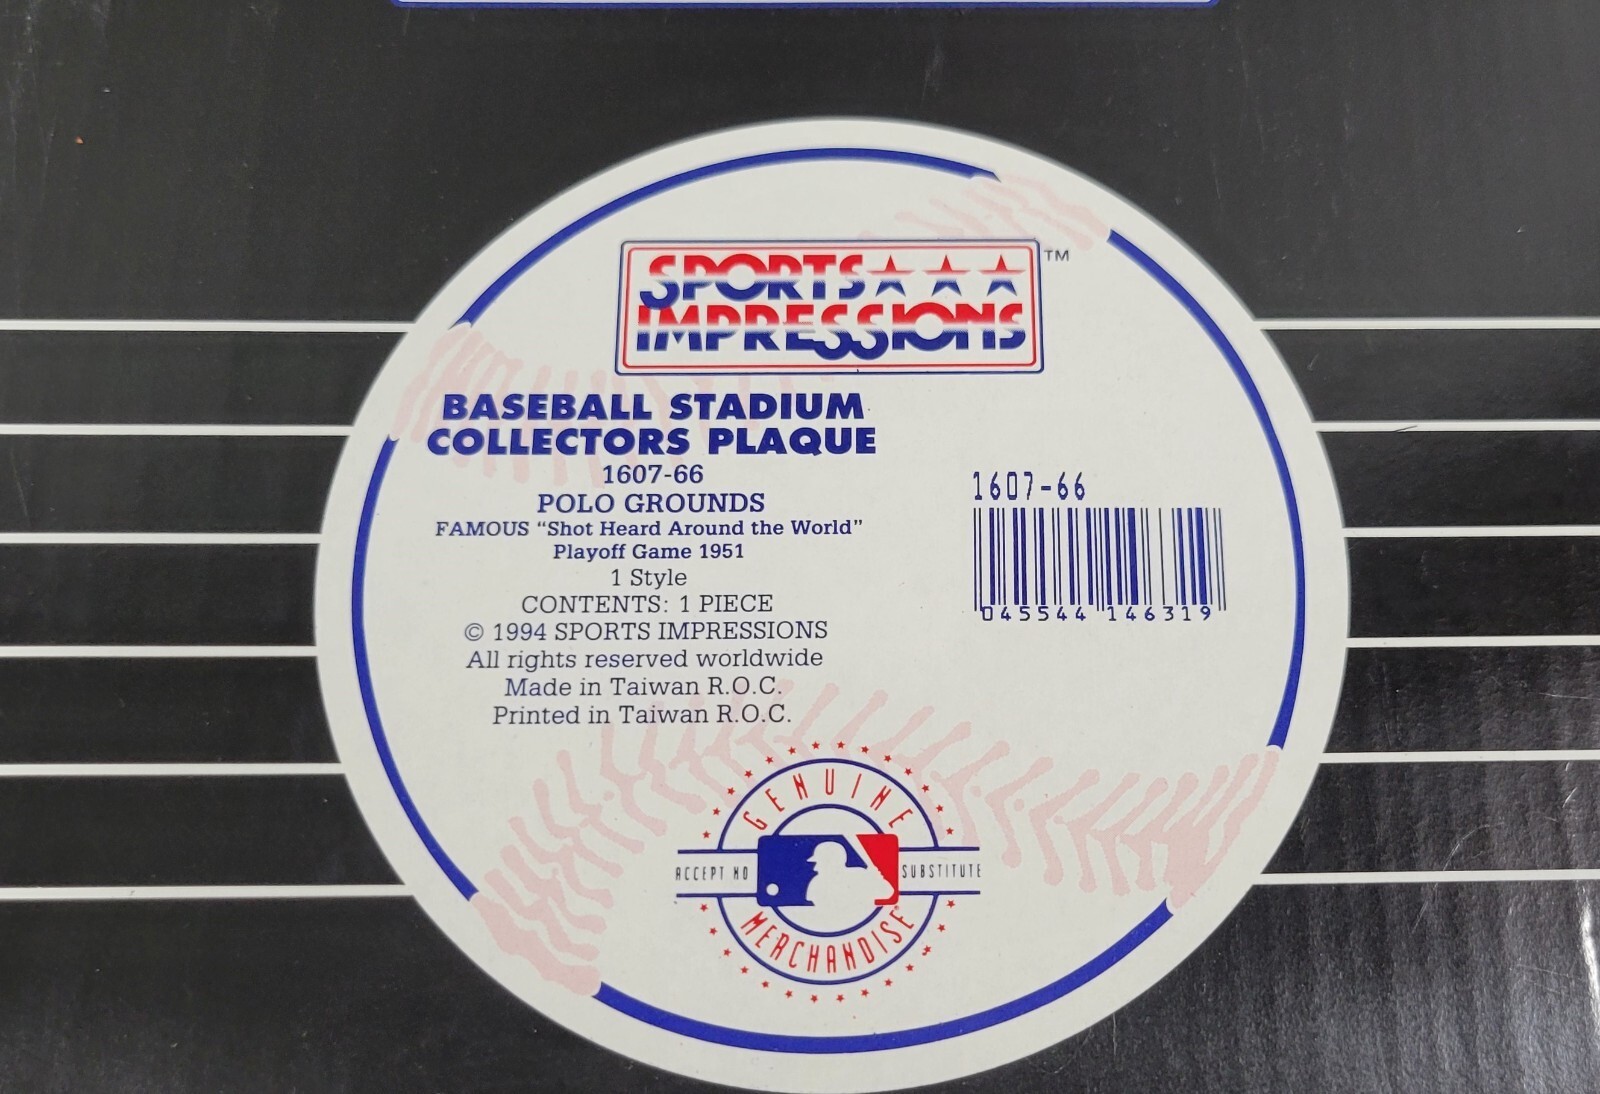 SPORTS
IMPRESSIONS
TM
BASEBALL STADIUM
COLLECTORS PLAQUE
1607-66
POLO GROUNDS
FAMOUS "Shot Heard Around the World"
Playoff Game 1951
1 Style
CONTENTS: 1 PIECE
© 1994 SPORTS IMPRESSIONS
All rights reserved worldwide
Made in Taiwan R.O.C.
Printed in Taiwan R.O.C.
1607-66
045544 146319
GENUINE
ACCEPT NO SUBSTITUTE
MERCHANDISE®